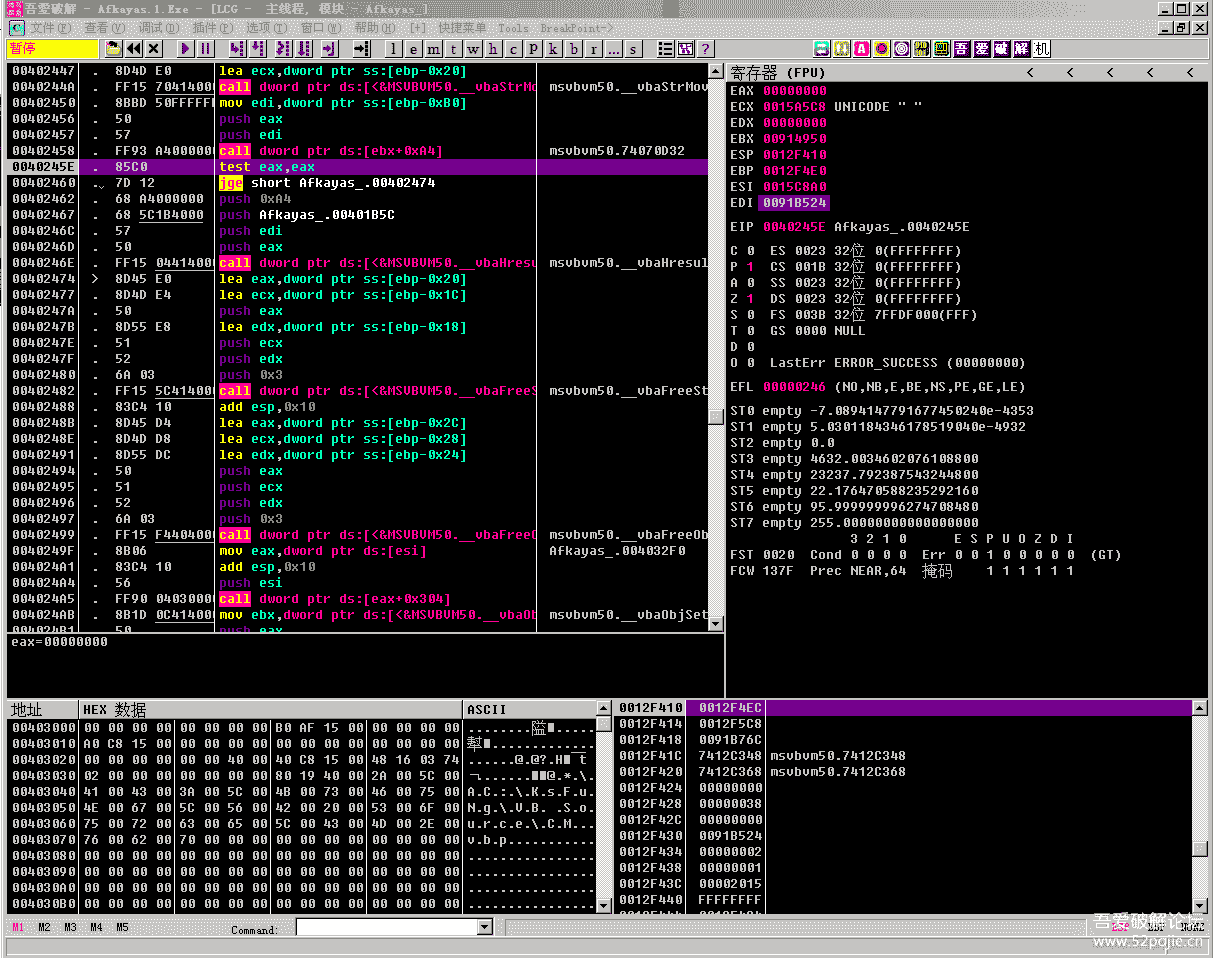 吾爱破解 - Afkayas.1.Exe - [LCG - 主线程, 模块 - Afkayas_]
文件(F) 查看(V) 调试(D) 插件(P) 选项(T) 窗口(W) 帮助(H) [+] 快捷菜单 Tools BreakPoint->
暂停
l e m t w h c P k b r ... s
?
吾 爱 破 解 机
00402447 . 8D4D E0 lea ecx,dword ptr ss:[ebp-0x20]
0040244A . FF15 70414000 call dword ptr ds:[<&MSVBVM50.__vbaStrMo msvbvm50.__vbaStrMov
00402450 . 8BBD 50FFFFFF mov edi,dword ptr ss:[ebp-0xB0]
00402456 . 50 push eax
00402457 . 57 push edi
00402458 . FF93 A4000000 call dword ptr ds:[ebx+0xA4] msvbvm50.74070D32
0040245E . 85C0 test eax,eax
00402460 . 7D 12 jge short Afkayas_.00402474
00402462 . 68 A4000000 push 0xA4
00402467 . 68 5C1B4000 push Afkayas_.00401B5C
0040246C . 57 push edi
0040246D . 50 push eax
0040246E . FF15 04414000 call dword ptr ds:[<&MSVBVM50.__vbaHresu msvbvm50.__vbaHresul
00402474 > 8D45 E0 lea eax,dword ptr ss:[ebp-0x20]
00402477 . 8D4D E4 lea ecx,dword ptr ss:[ebp-0x1C]
0040247A . 50 push eax
0040247B . 8D55 E8 lea edx,dword ptr ss:[ebp-0x18]
0040247E . 51 push ecx
0040247F . 52 push edx
00402480 . 6A 03 push 0x3
00402482 . FF15 5C414000 call dword ptr ds:[<&MSVBVM50.__vbaFreeS msvbvm50.__vbaFreeSt
00402488 . 83C4 10 add esp,0x10
0040248B . 8D45 D4 lea eax,dword ptr ss:[ebp-0x2C]
0040248E . 8D4D D8 lea ecx,dword ptr ss:[ebp-0x28]
00402491 . 8D55 DC lea edx,dword ptr ss:[ebp-0x24]
00402494 . 50 push eax
00402495 . 51 push ecx
00402496 . 52 push edx
00402497 . 6A 03 push 0x3
00402499 . FF15 F4404000 call dword ptr ds:[<&MSVBVM50.__vbaFreeO msvbvm50.__vbaFreeOb
0040249F . 8B06 mov eax,dword ptr ds:[esi] Afkayas_.004032F0
004024A1 . 83C4 10 add esp,0x10
004024A4 . 56 push esi
004024A5 . FF90 04030000 call dword ptr ds:[eax+0x304]
004024AB . 8B1D 0C414000 mov ebx,dword ptr ds:[<&MSVBVM50.__vbaOb msvbvm50.__vbaObjSet
004024B1 . 50 push eax
eax=00000000
寄存器 (FPU) < < < < <
EAX 00000000
ECX 0015A5C8 UNICODE " "
EDX 00000000
EBX 00914950
ESP 0012F410
EBP 0012F4E0
ESI 0015C8A0
EDI 0091B524
EIP 0040245E Afkayas_.0040245E
C 0 ES 0023 32位 0(FFFFFFFF)
P 1 CS 001B 32位 0(FFFFFFFF)
A 0 SS 0023 32位 0(FFFFFFFF)
Z 1 DS 0023 32位 0(FFFFFFFF)
S 0 FS 003B 32位 7FFDF000(FFF)
T 0 GS 0000 NULL
D 0
O 0 LastErr ERROR_SUCCESS (00000000)
EFL 00000246 (NO,NB,E,BE,NS,PE,GE,LE)
ST0 empty -7.0894147791677450240e-4353
ST1 empty 5.0301184346178519040e-4932
ST2 empty 0.0
ST3 empty 4632.0034602076108800
ST4 empty 23237.792387543244800
ST5 empty 22.176470588235292160
ST6 empty 95.999999996274708480
ST7 empty 255.00000000000000000
3 2 1 0 E S P U O Z D I
FST 0020 Cond 0 0 0 0 Err 0 0 1 0 0 0 0 0 (GT)
FCW 137F Prec NEAR,64 掩码 1 1 1 1 1 1
地址 HEX 数据 ASCII
00403000 00 00 00 00 00 00 00 00 B0 AF 15 00 00 00 00 00
00403010 A0 C8 15 00 00 00 00 00 00 00 00 00 00 00 00 00
00403020 00 00 00 00 00 00 40 00 40 C8 15 00 48 16 03 74
00403030 02 00 00 00 00 00 00 00 80 19 40 00 2A 00 5C 00
00403040 41 00 43 00 3A 00 5C 00 4B 00 73 00 46 00 75 00 A.C.:.\.K.s.F.u.
00403050 4E 00 67 00 5C 00 56 00 42 00 20 00 53 00 6F 00 N.g.\.V.B. .S.o.
00403060 75 00 72 00 63 00 65 00 5C 00 43 00 4D 00 2E 00 u.r.c.e.\.C.M...
00403070 76 00 62 00 70 00 00 00 00 00 00 00 00 00 00 00 v.b.p...........
00403080 00 00 00 00 00 00 00 00 00 00 00 00 00 00 00 00 ................
00403090 00 00 00 00 00 00 00 00 00 00 00 00 00 00 00 00 ................
004030A0 00 00 00 00 00 00 00 00 00 00 00 00 00 00 00 00 ................
004030B0 00 00 00 00 00 00 00 00 00 00 00 00 00 00 00 00 ................
0012F410 0012F4EC
0012F414 0012F5C8
0012F418 0091B76C
0012F41C 7412C348 msvbvm50.7412C348
0012F420 7412C368 msvbvm50.7412C368
0012F424 00000000
0012F428 00000038
0012F42C 00000000
0012F430 0091B524
0012F434 00000002
0012F438 00000001
0012F43C 00002015
0012F440 FFFFFFFF
M1 M2 M3 M4 M5 Command:
吾爱破解论坛
www.52pojie.cn